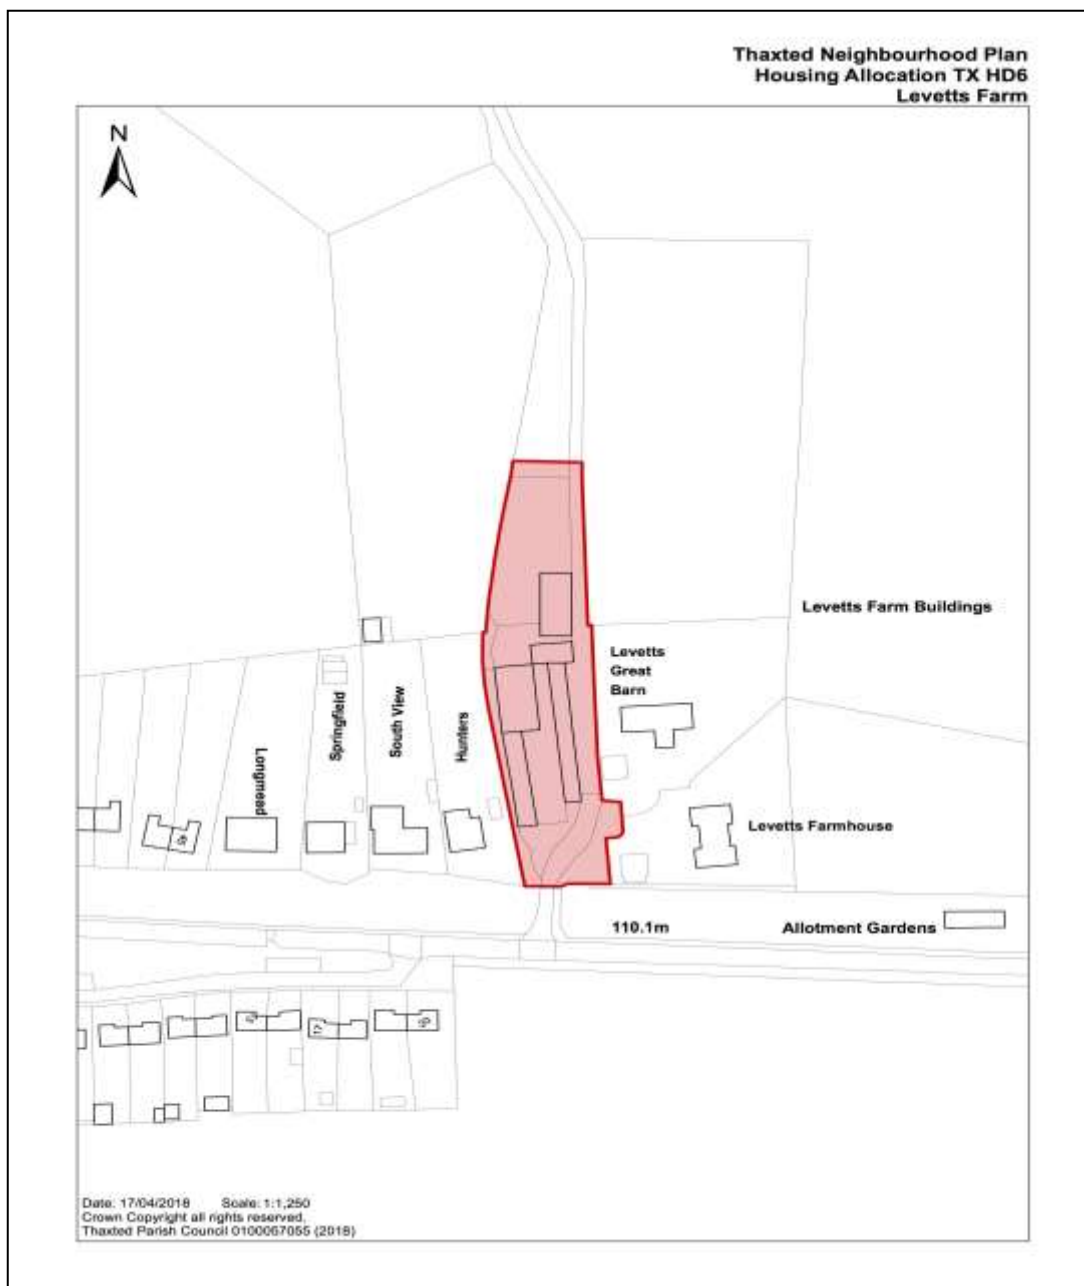 Thaxted Neighbourhood Plan
Housing Allocation TX HD6
Levetts Farm
N
Levetts Farm Buildings
Levetts
Great
Barn
Springfield
South View
Hunters
Longmead
Levetts Farmhouse
110.1m
Allotment Gardens
Date: 17/04/2018 Scale: 1:1,250
Crown Copyright all rights reserved.
Thaxted Parish Council 0100067055 (2018)